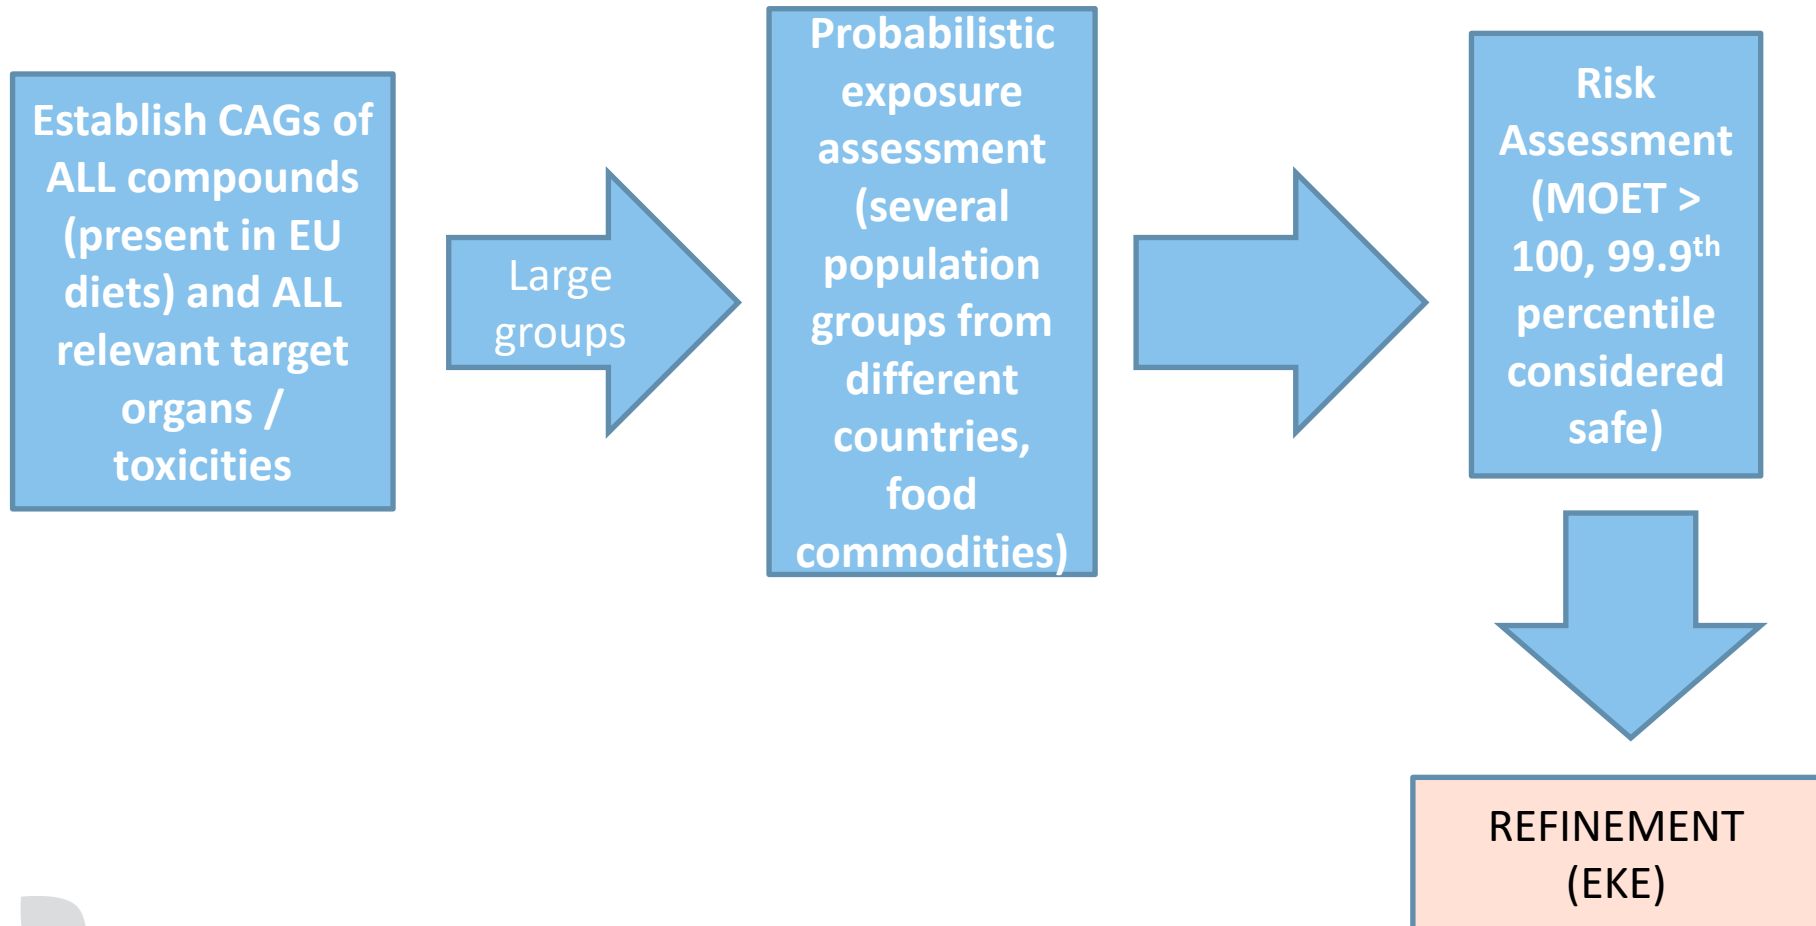 Establish CAGs of
ALL compounds
(present in EU
diets) and ALL
relevant target
organs /
toxicities
Large
groups
Probabilistic
exposure
assessment
(several
population
groups from
different
countries,
food
commodities)
Risk
Assessment
(MOET >
100, 99.9th
percentile
considered
safe)
REFINEMENT
(EKE)